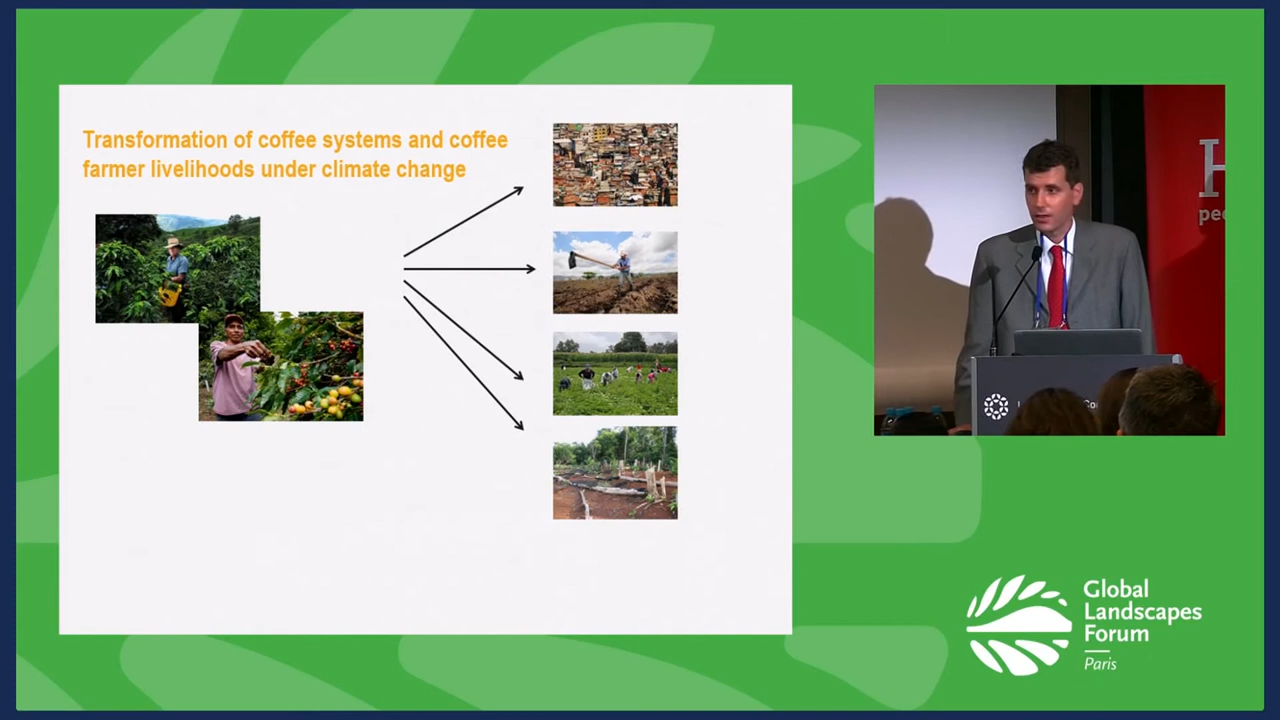 Transformation of coffee systems and coffee
farmer livelihoods under climate change
Global
Landscapes
Forum
Paris